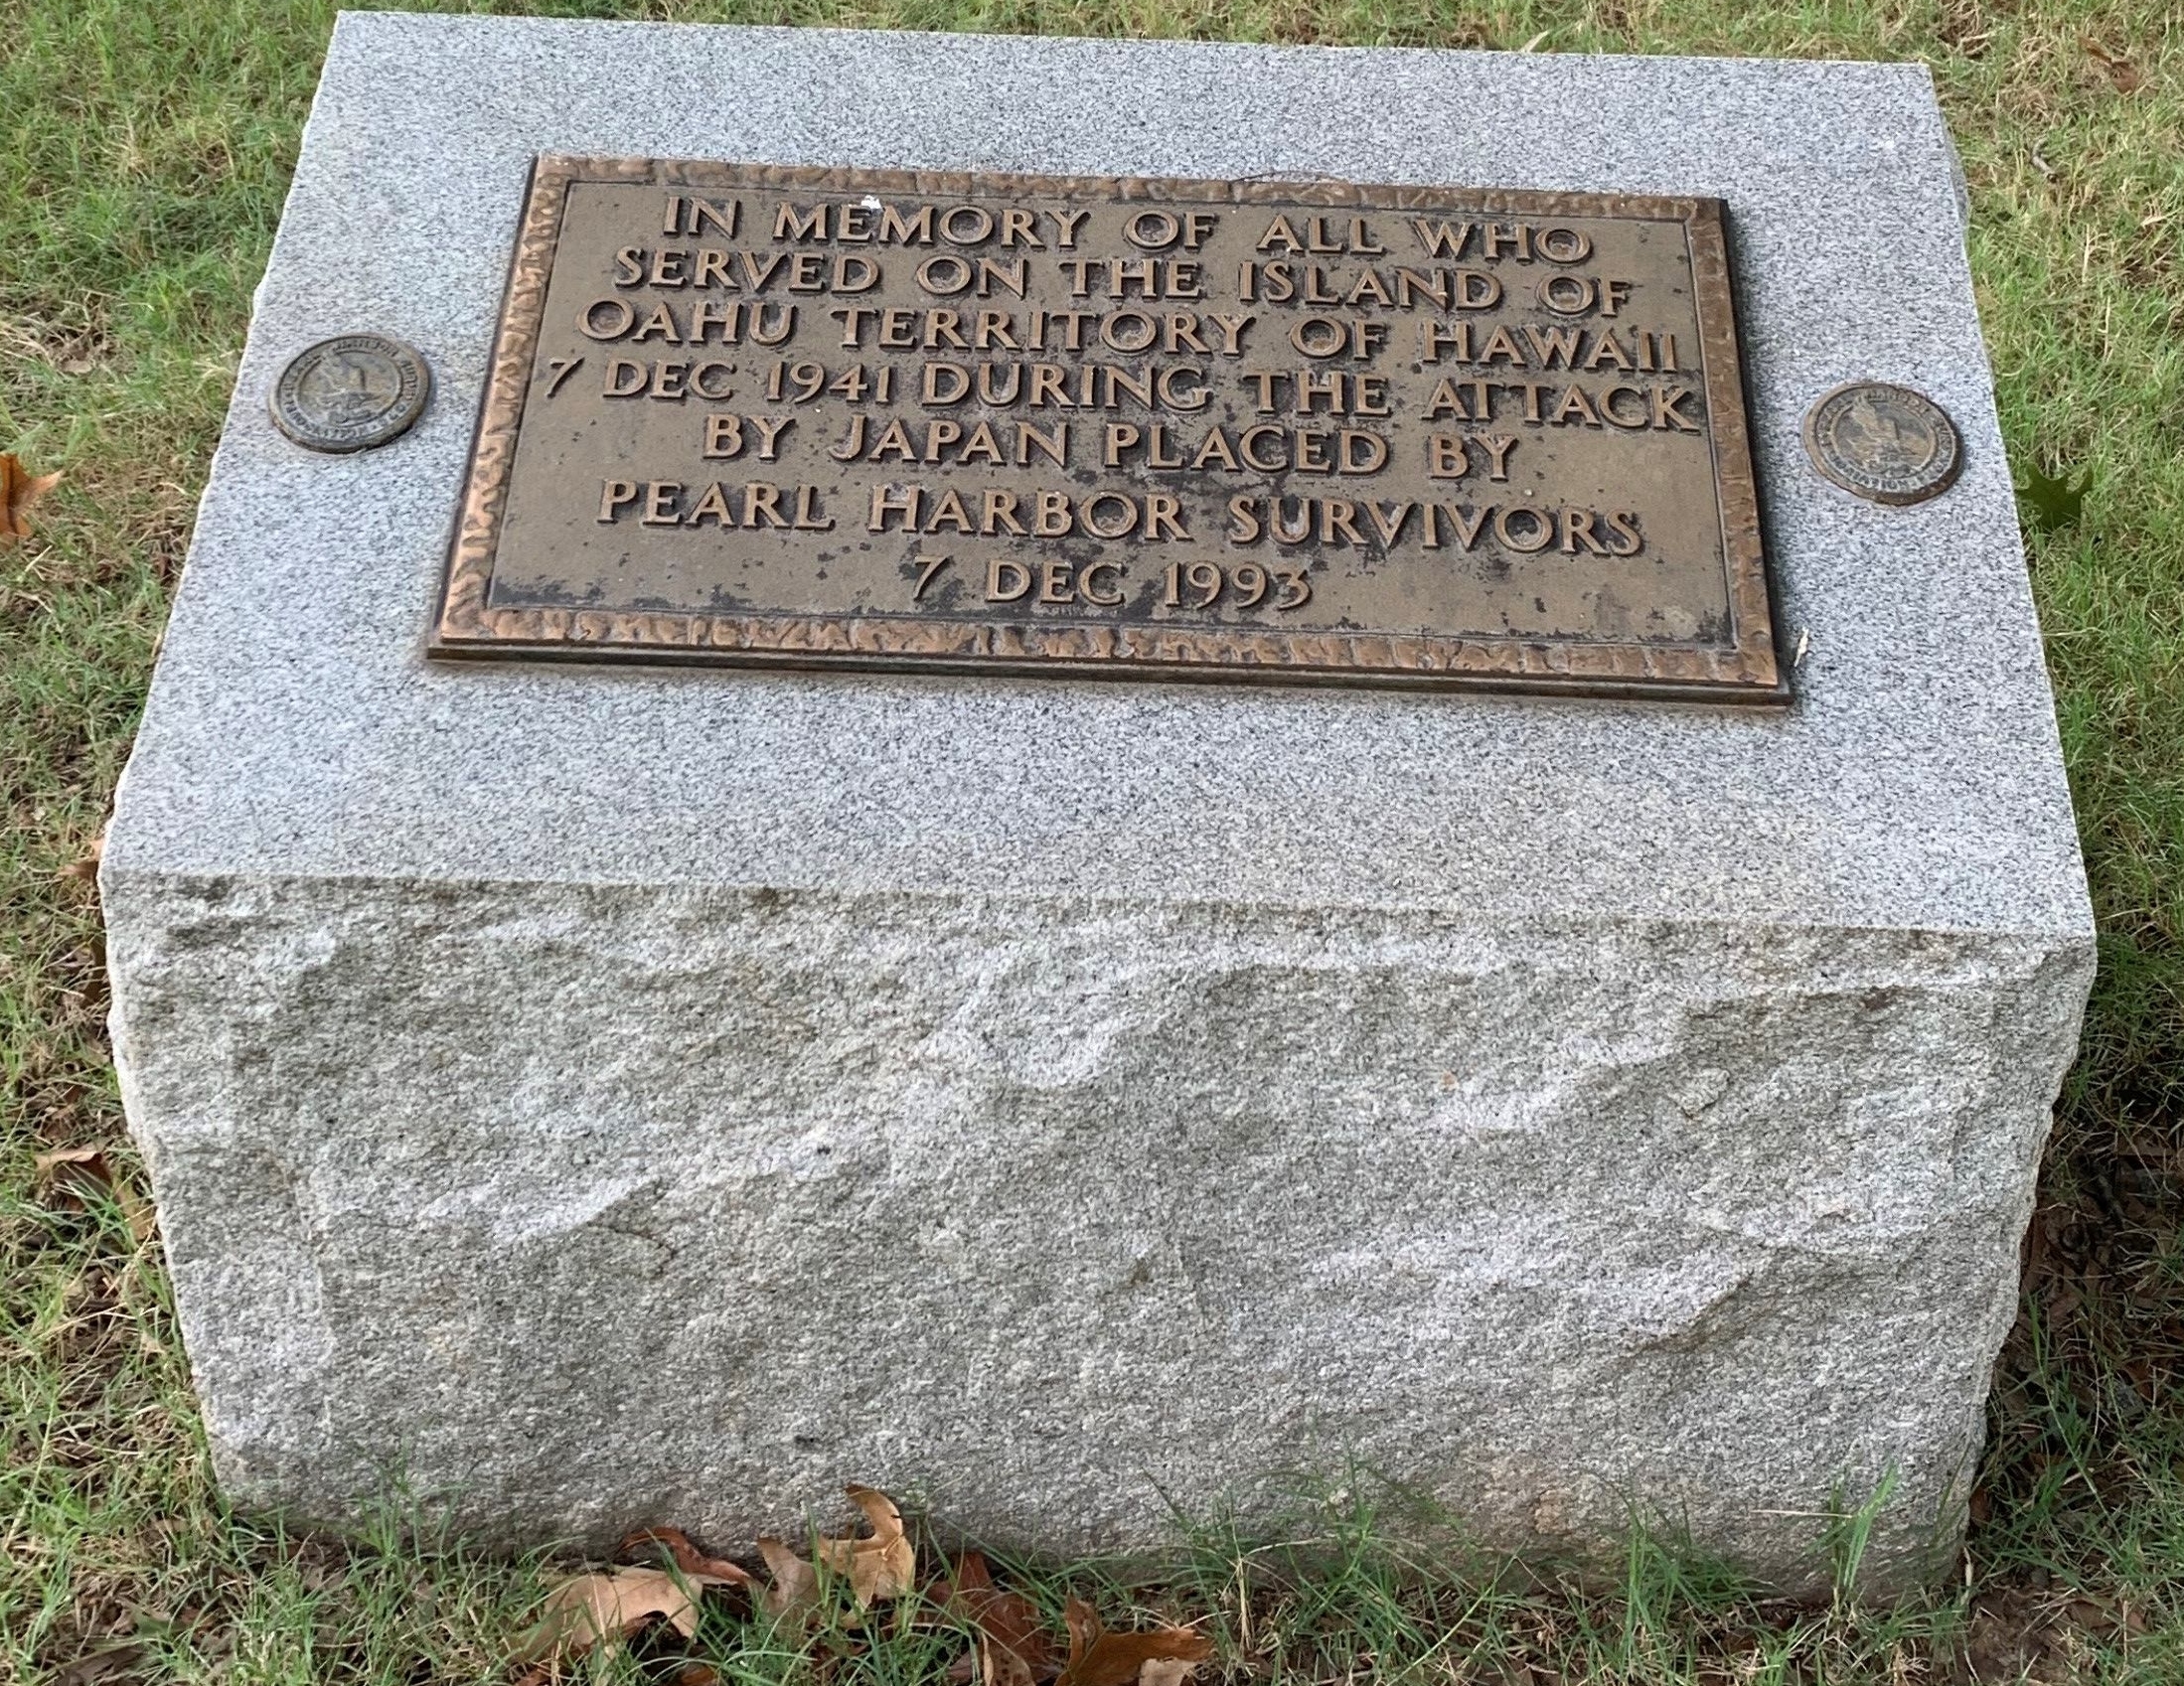 IN MEMORY OF ALL WHO
SERVED ON THE ISLAND OF
OAHU TERRITORY OF HAWAII
7 DEC 1941 DURING THE ATTACK
BY JAPAN PLACED BY
PEARL HARBOR SURVIVORS
7 DEC 1993